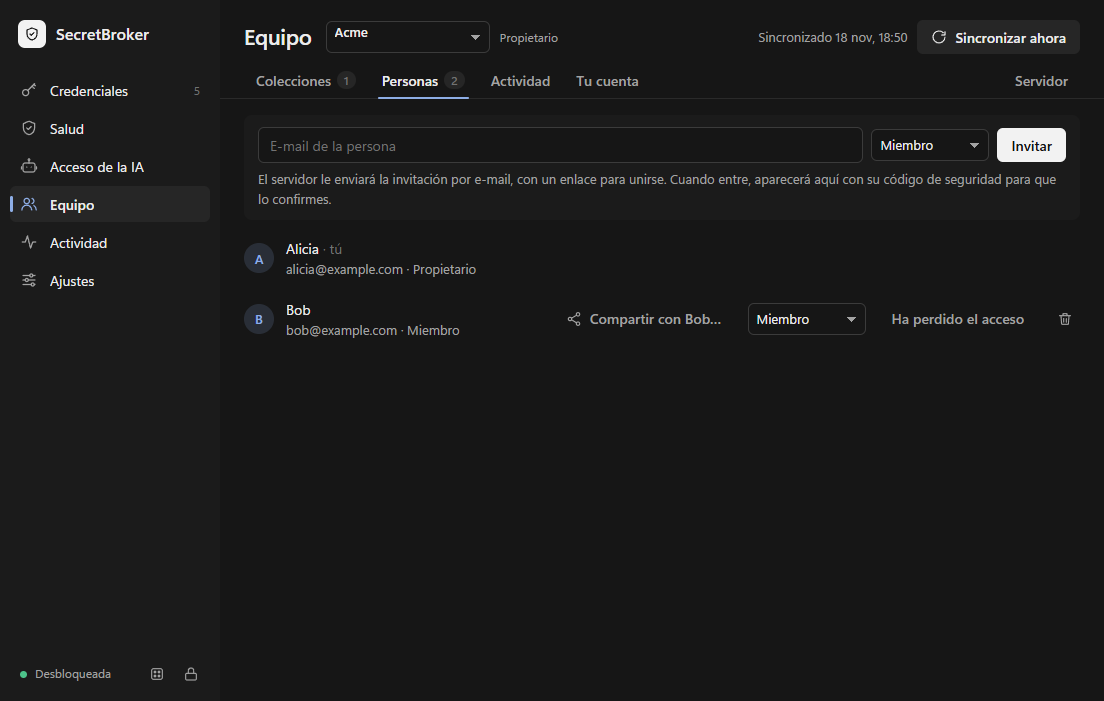 SecretBroker
Credenciales 5
Salud
Acceso de la IA
Equipo
Actividad
Ajustes
Desbloqueada
Equipo Acme Propietario Sincronizado 18 nov, 18:50 Sincronizar ahora
Colecciones 1 Personas 2 Actividad Tu cuenta Servidor
E-mail de la persona Miembro Invitar
El servidor le enviará la invitación por e-mail, con un enlace para unirse. Cuando entre, aparecerá aquí con su código de seguridad para que
lo confirmes.
A
Alicia · tú
alicia@example.com · Propietario
B
Bob
bob@example.com · Miembro
Compartir con Bob... Miembro Ha perdido el acceso